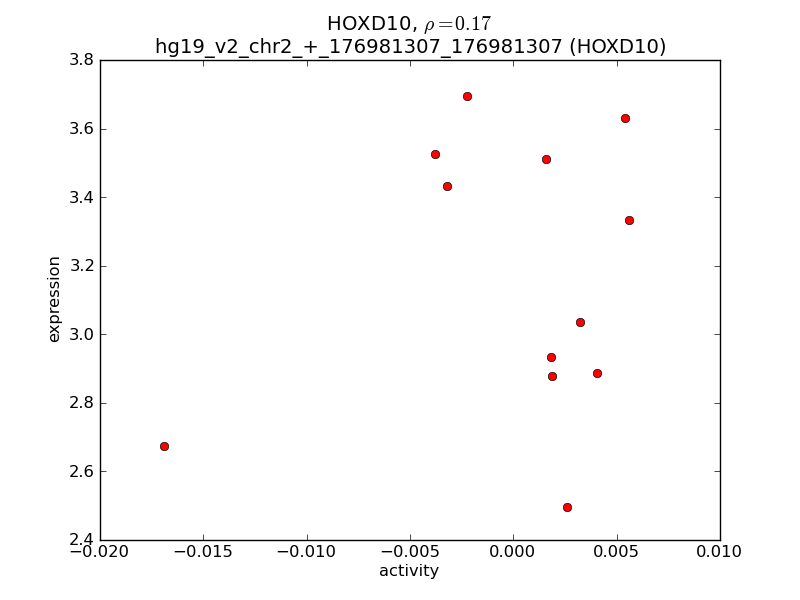 HOXD10, ρ=0.17
hg19_v2_chr2_+_176981307_176981307 (HOXD10)
3.8
3.6
3.4
3.2
3.0
2.8
2.6
2.4
expression
−0.020 −0.015 −0.010 −0.005 0.000 0.005 0.010
activity